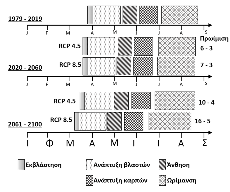 1979 - 2019
Ι Φ Μ Α Μ Ι Ι Α Σ
Πρωίμιση
RCP 4.5
6 - 3
RCP 8.5
7 - 3
2020 - 2060
Ι Φ Μ Α Μ Ι Ι Α Σ
RCP 4.5
10 - 4
RCP 8.5
16 - 5
2061 - 2100
Ι Φ Μ Α Μ Ι Ι Α Σ
Εκβλάστηση
Ανάπτυξη βλαστών
Άνθηση
Ανάπτυξη καρπών
Ωρίμανση